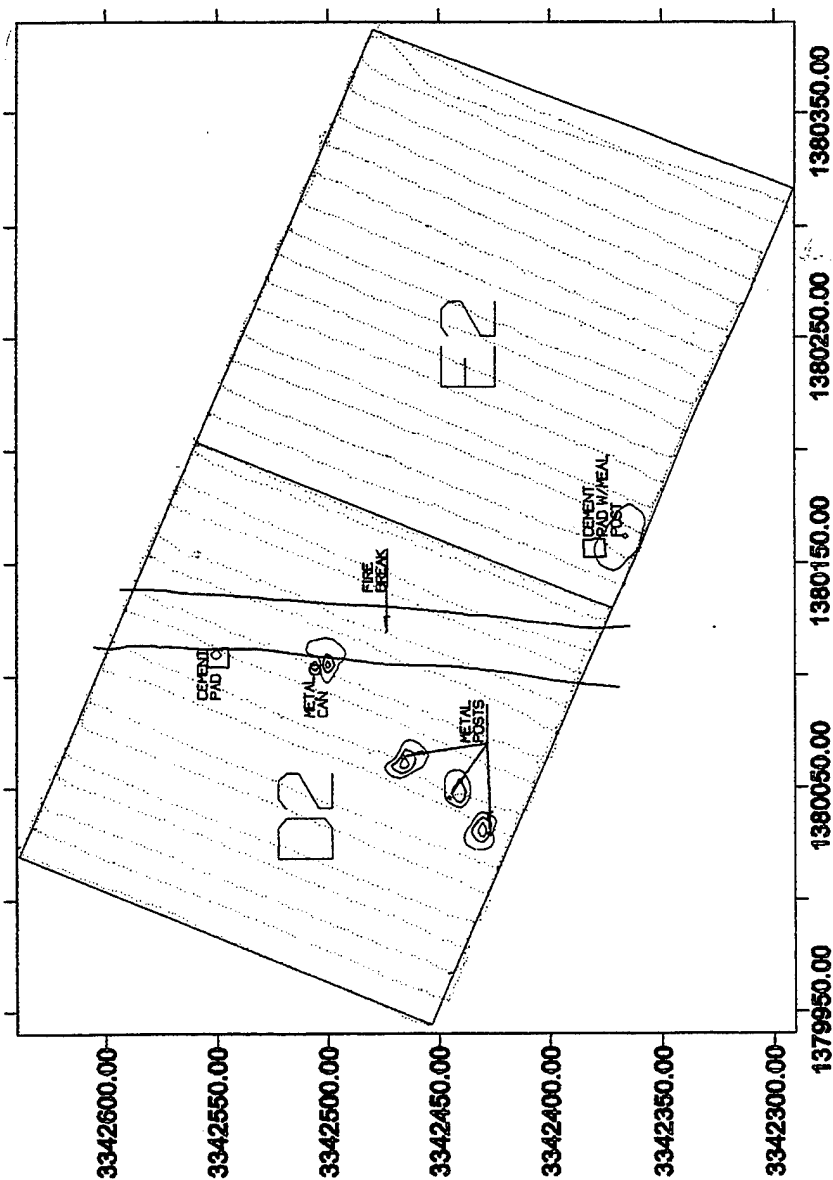 3342600.00
3342550.00
3342500.00
3342450.00
3342400.00
3342350.00
3342300.00
1379950.00
1380050.00
1380150.00
1380250.00
1380350.00
D2
E2
CEMENT
PAD
METAL
CAN
FIRE
BREAK
METAL
POSTS
CEMENT
PAD W/MEAL
POST